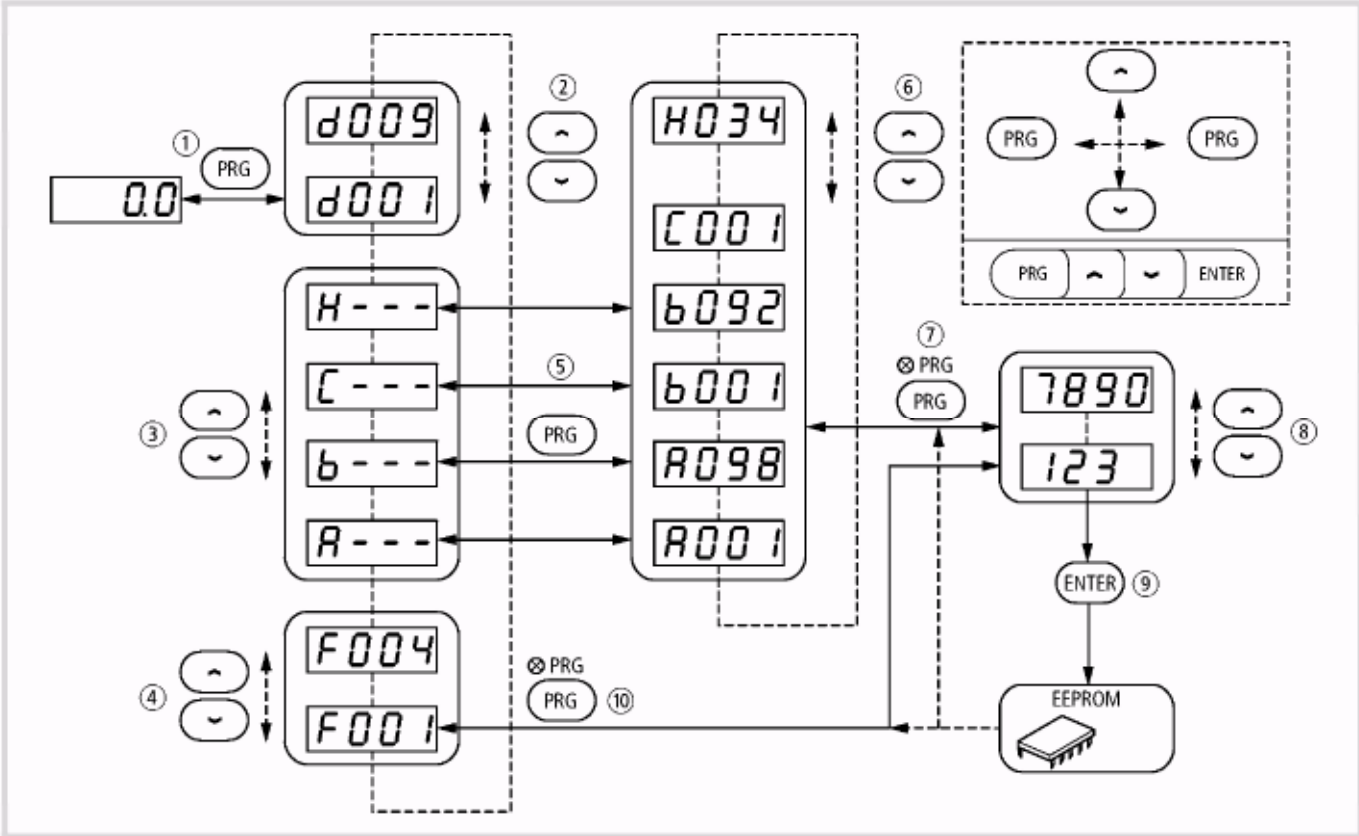 ① PRG
0.0
d009
d001
②
H---
C---
b---
A---
③
F004
F001
④
⑤
PRG
H034
C001
b092
b001
A098
A001
⑥
PRG
PRG
PRG ENTER
⑦
⊗ PRG
PRG
7890
123
⑧
ENTER ⑨
EEPROM
⊗ PRG
PRG ⑩